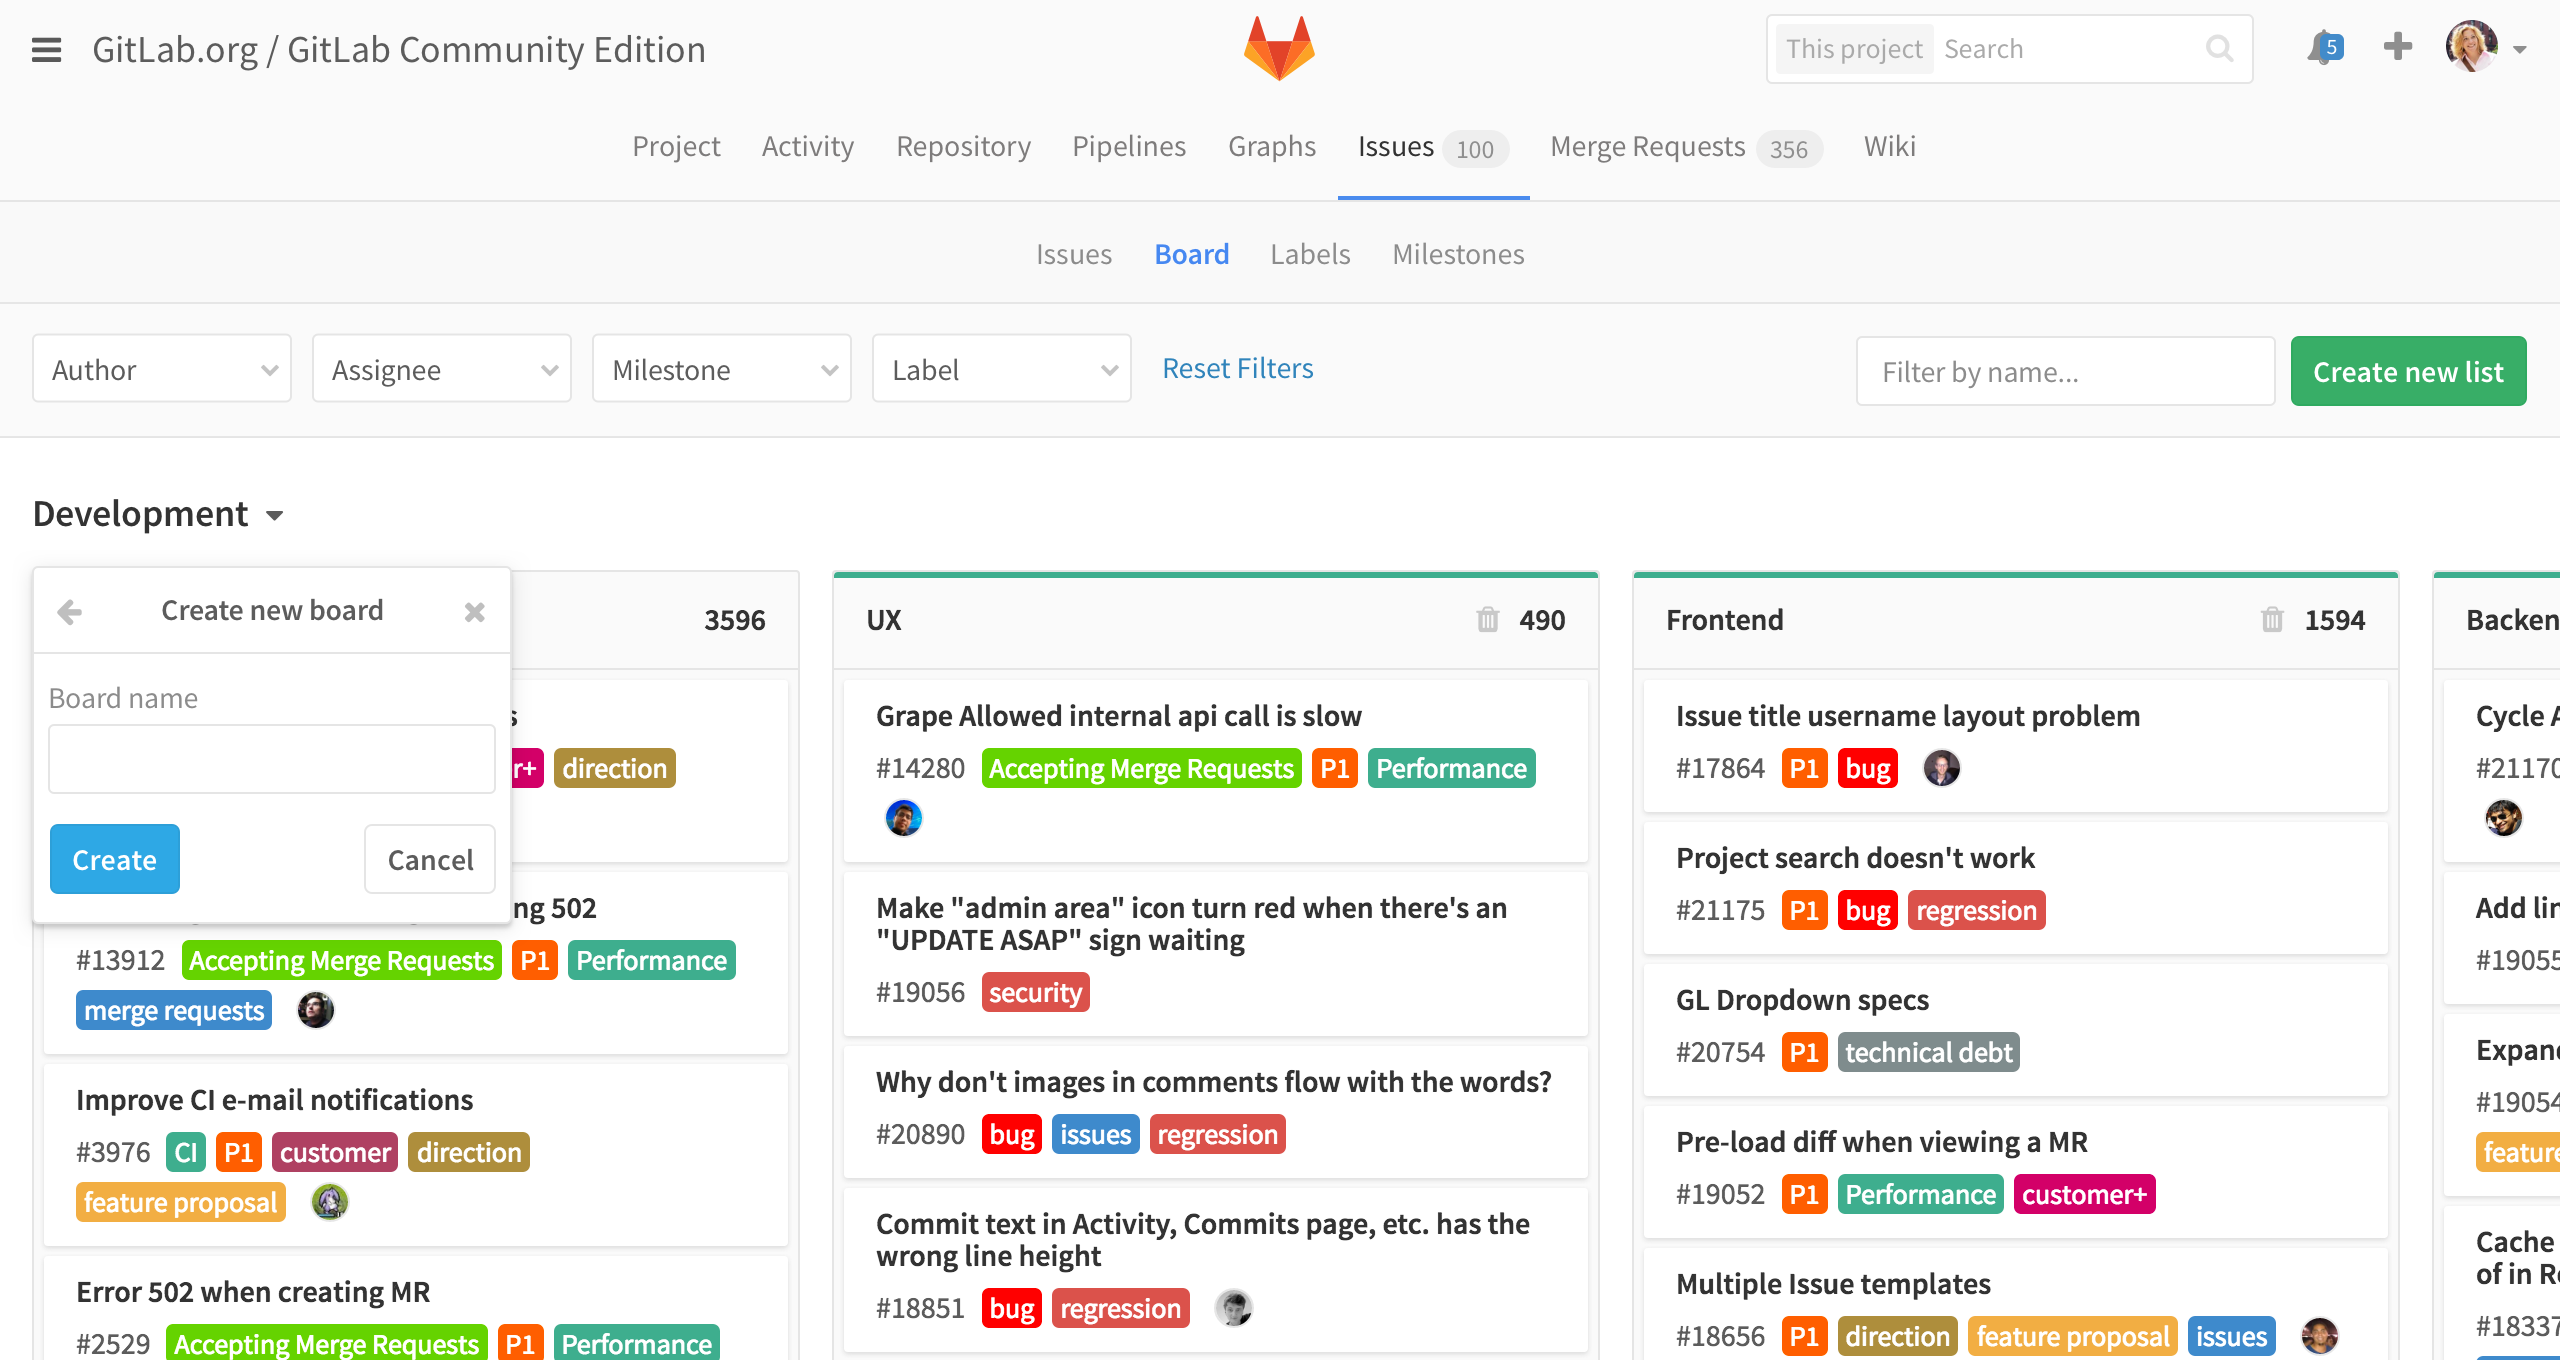 GitLab.org / GitLab Community Edition
This project Search
5
Project Activity Repository Pipelines Graphs Issues 100 Merge Requests 356 Wiki
Issues Board Labels Milestones
Author Assignee Milestone Label Reset Filters
Filter by name...
Create new list
Development
Create new board
Board name
Create Cancel
3596
r+ direction
ng 502
#13912 Accepting Merge Requests P1 Performance
merge requests
Improve CI e-mail notifications
#3976 CI P1 customer direction
feature proposal
Error 502 when creating MR
#2529 Accepting Merge Requests P1 Performance
UX 490
Grape Allowed internal api call is slow
#14280 Accepting Merge Requests P1 Performance
Make "admin area" icon turn red when there's an
"UPDATE ASAP" sign waiting
#19056 security
Why don't images in comments flow with the words?
#20890 bug issues regression
Commit text in Activity, Commits page, etc. has the
wrong line height
#18851 bug regression
Frontend 1594
Issue title username layout problem
#17864 P1 bug
Project search doesn't work
#21175 P1 bug regression
GL Dropdown specs
#20754 P1 technical debt
Pre-load diff when viewing a MR
#19052 P1 Performance customer+
Multiple Issue templates
#18656 P1 direction feature proposal issues
Backen
Cycle A
#21170
Add lin
#19055
Expand
#19054
feature
Cache
of in Re
#18337